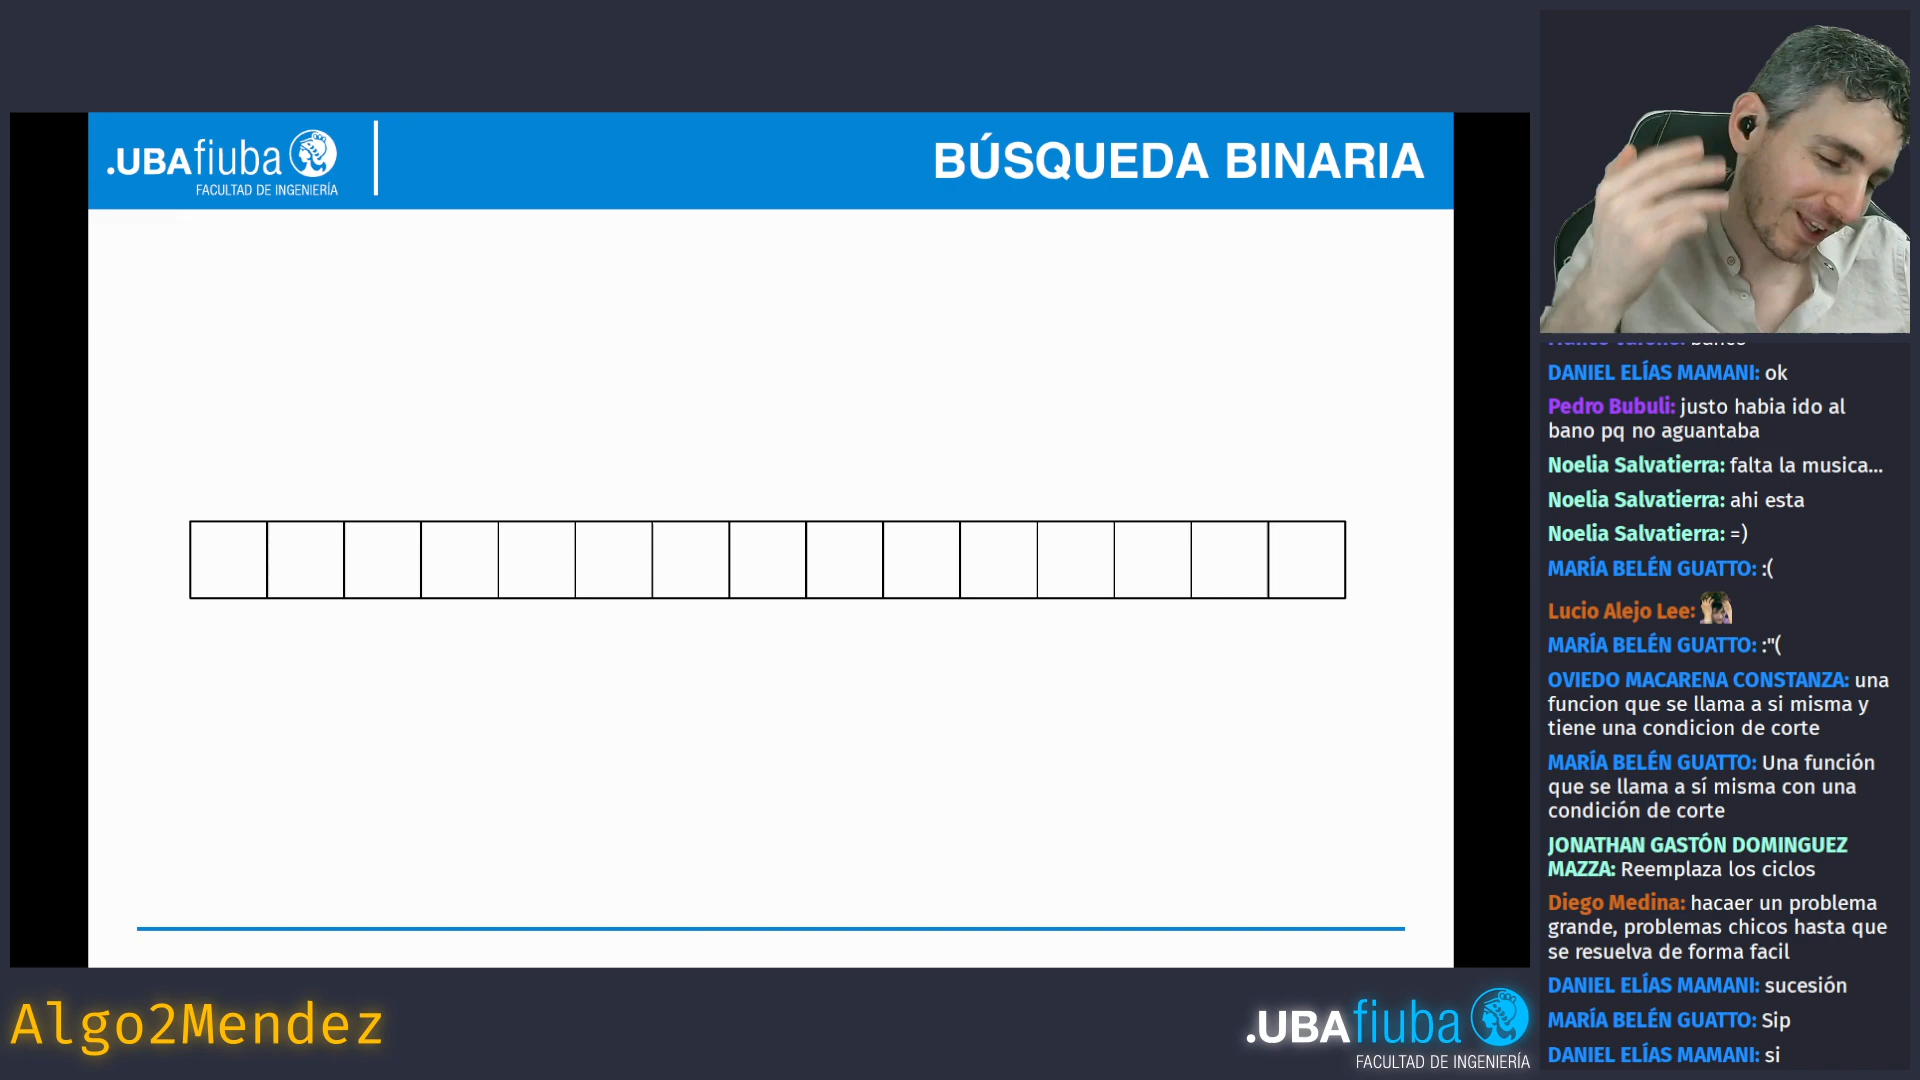 .UBAfiuba
FACULTAD DE INGENIERÍA
BÚSQUEDA BINARIA
DANIEL ELÍAS MAMANI: ok
Pedro Bubuli: justo habia ido al
bano pq no aguantaba
Noelia Salvatierra: falta la musica...
Noelia Salvatierra: ahi esta
Noelia Salvatierra: =)
MARÍA BELÉN GUATTO: :(
Lucio Alejo Lee:
MARÍA BELÉN GUATTO: :"(
OVIEDO MACARENA CONSTANZA: una
funcion que se llama a si misma y
tiene una condicion de corte
MARÍA BELÉN GUATTO: Una función
que se llama a sí misma con una
condición de corte
JONATHAN GASTÓN DOMINGUEZ
MAZZA: Reemplaza los ciclos
Diego Medina: hacaer un problema
grande, problemas chicos hasta que
se resuelva de forma facil
DANIEL ELÍAS MAMANI: sucesión
MARÍA BELÉN GUATTO: Sip
DANIEL ELÍAS MAMANI: si
Algo2Mendez
.UBAfiuba
FACULTAD DE INGENIERÍA